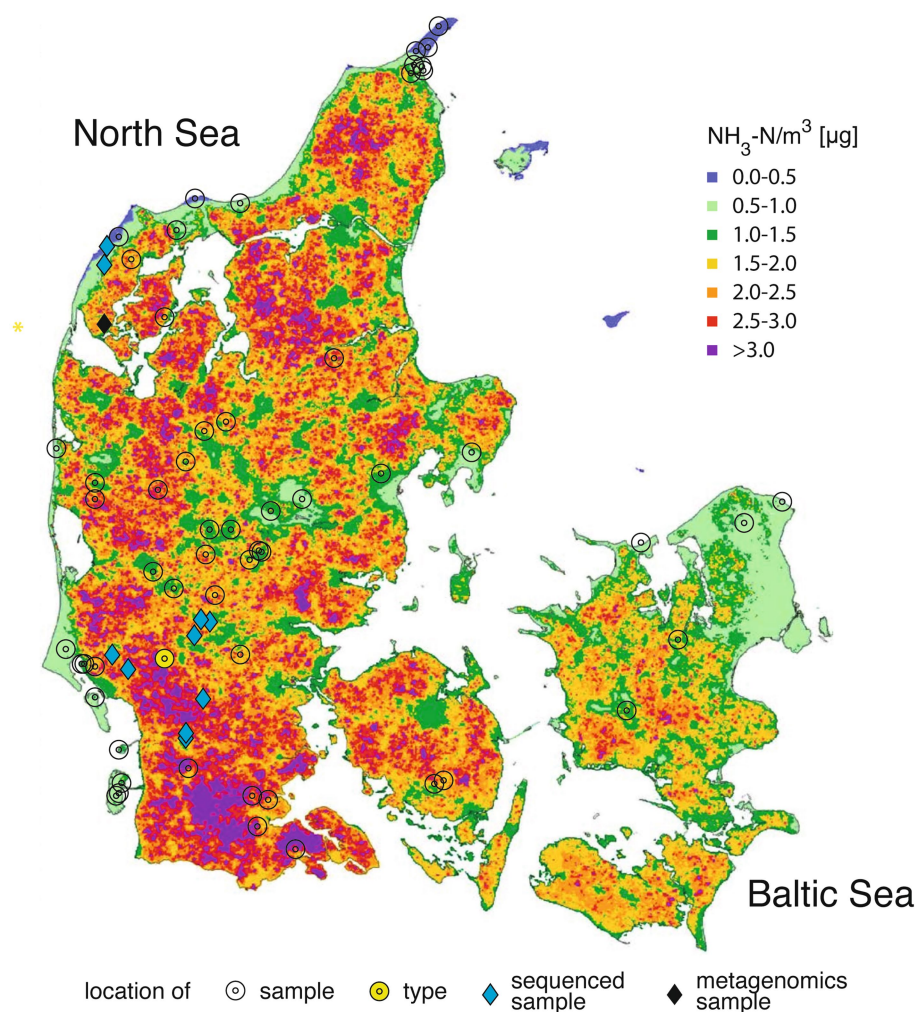 North Sea
NH3-N/m3 [µg]
0.0-0.5
0.5-1.0
1.0-1.5
1.5-2.0
2.0-2.5
2.5-3.0
>3.0
*
Baltic Sea
location of sample type sequenced sample metagenomics sample